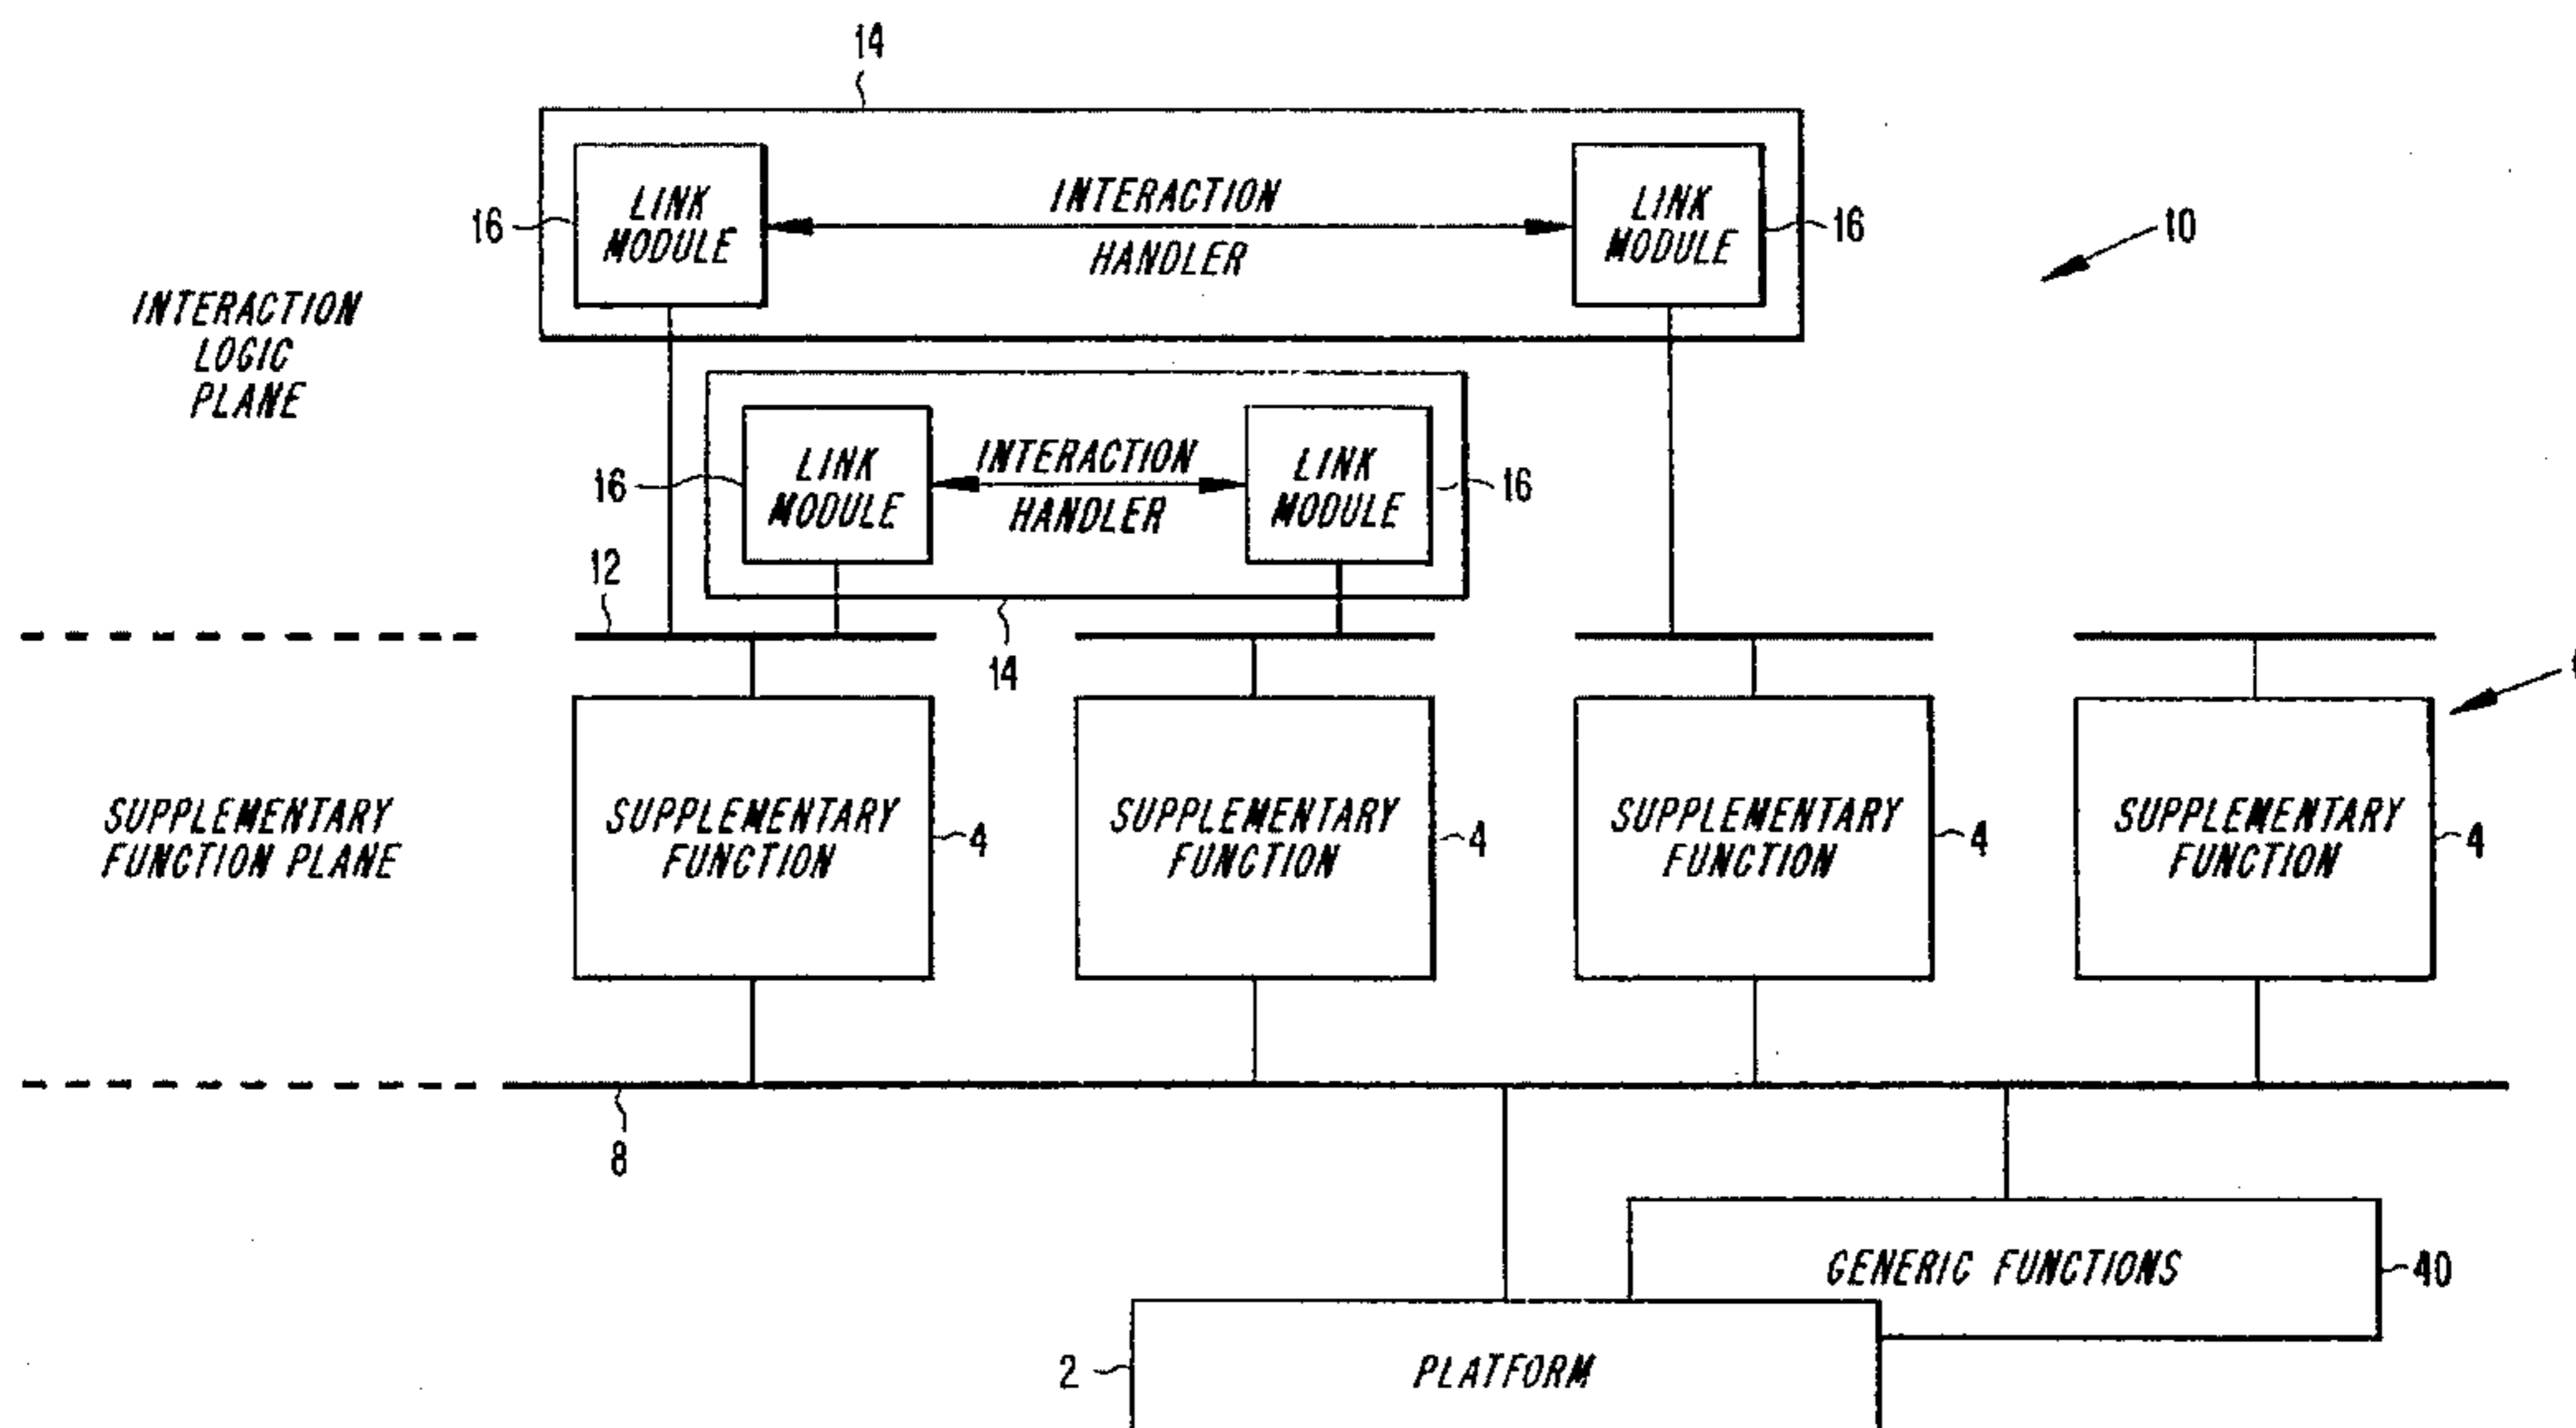 14
LINK
MODULE
INTERACTION
HANDLER
LINK
MODULE
16
16
10
INTERACTION
LOGIC
PLANE
LINK
MODULE
INTERACTION
HANDLER
LINK
MODULE
16
16
12
14
SUPPLEMENTARY
FUNCTION PLANE
SUPPLEMENTARY
FUNCTION
4
SUPPLEMENTARY
FUNCTION
4
SUPPLEMENTARY
FUNCTION
4
SUPPLEMENTARY
FUNCTION
4
8
GENERIC FUNCTIONS
40
2
PLATFORM